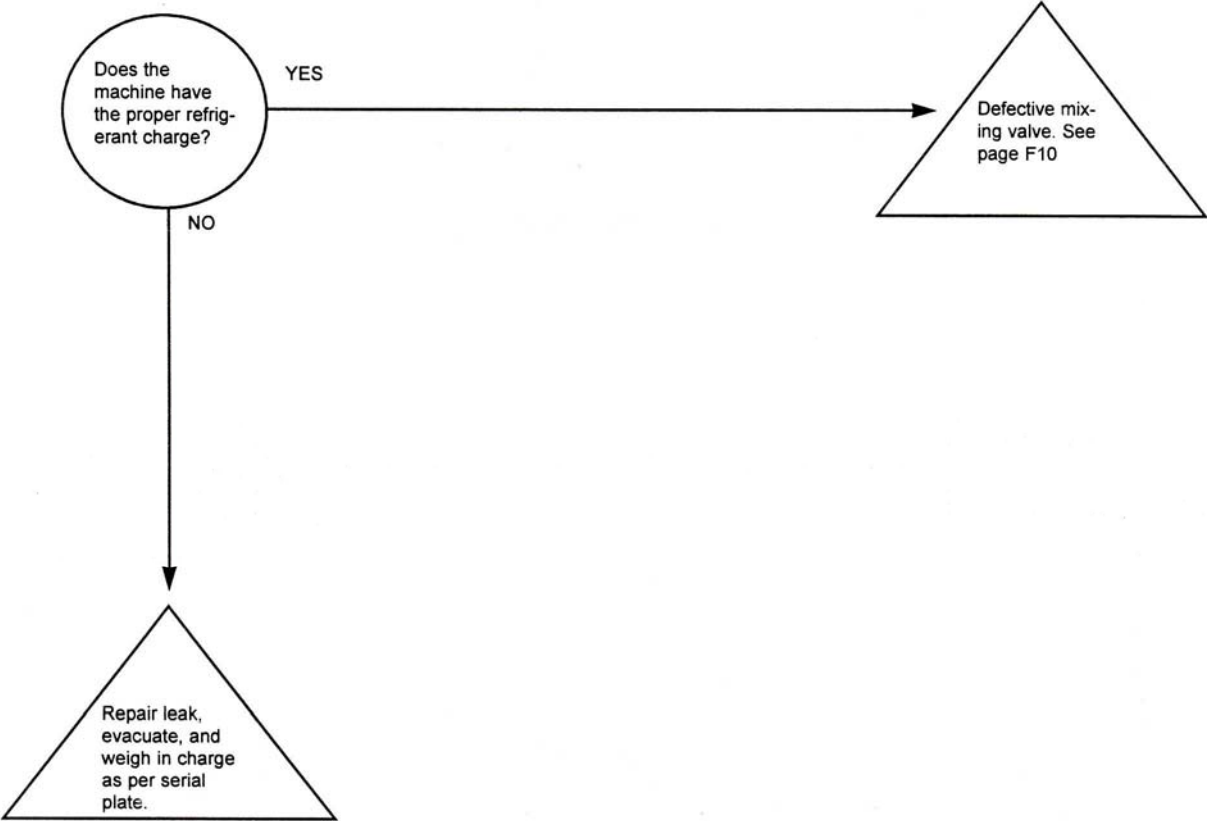 Does the
machine have
the proper refrig-
erant charge?
YES
Defective mix-
ing valve. See
page F10
NO
Repair leak,
evacuate, and
weigh in charge
as per serial
plate.